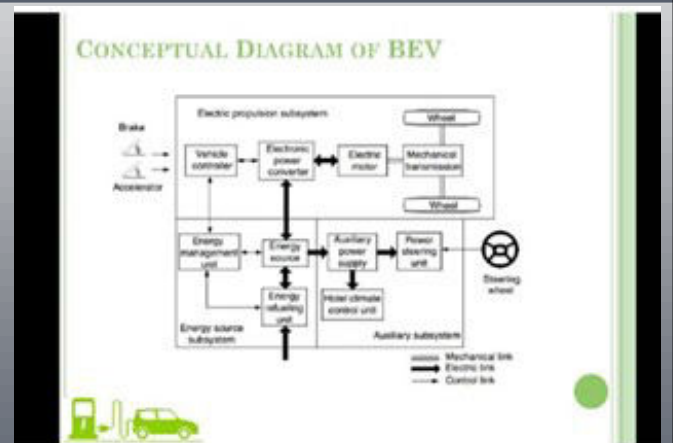 CONCEPTUAL DIAGRAM OF BEV
Electric propulsion subsystem
Wheel
Brake
Vehicle
controller
Electronic
power
converter
Electric
motor
Mechanical
transmission
Accelerator
Wheel
Energy
management
unit
Energy
source
Auxiliary
power
supply
Power
steering
unit
Steering
wheel
Energy
refueling
unit
Hotel climate
control unit
Energy source
subsystem
Auxiliary subsystem
Mechanical link
Electric link
Control link